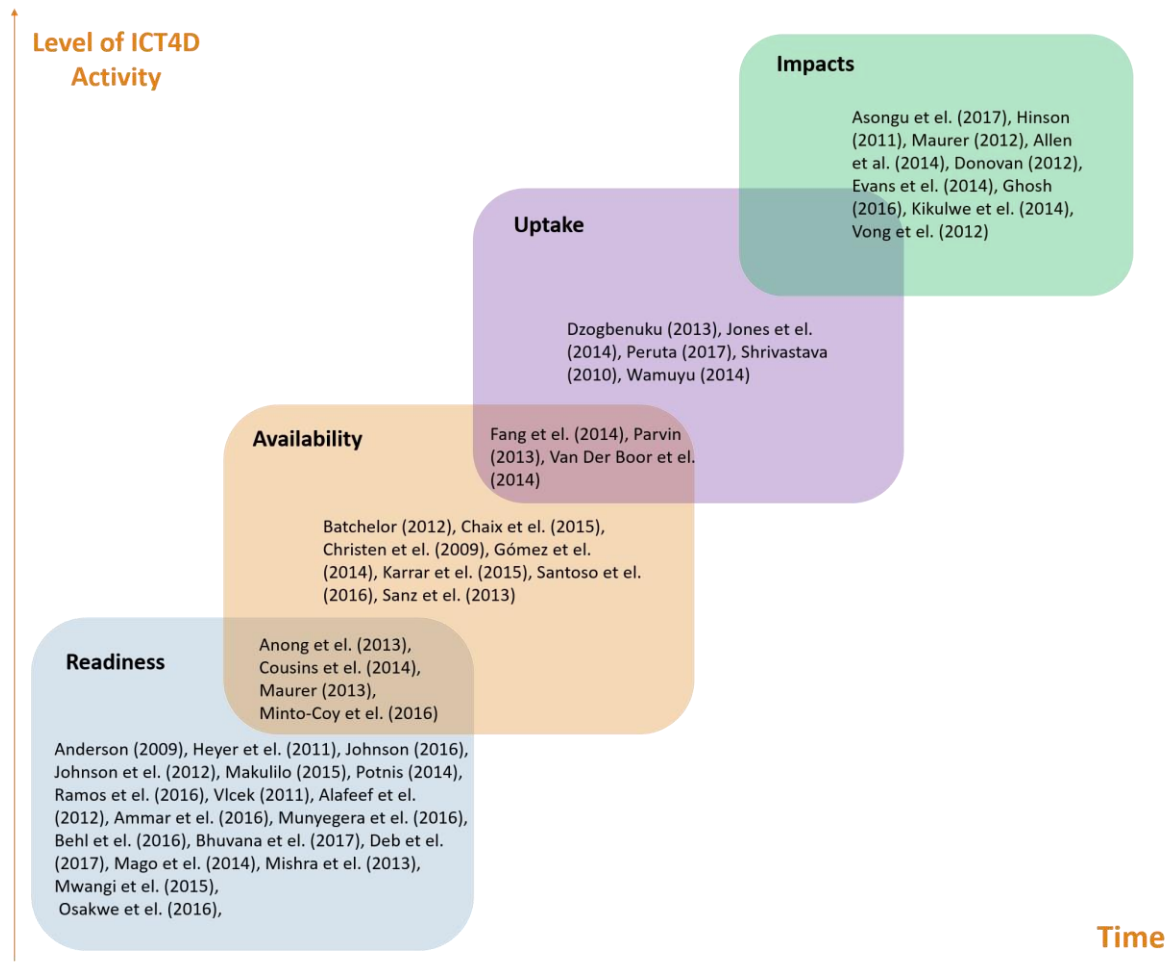 Level of ICT4D
Activity
Impacts
Asongu et el. (2017), Hinson
(2011), Maurer (2012), Allen
et al. (2014), Donovan (2012),
Evans et el. (2014), Ghosh
(2016), Kikulwe et el. (2014),
Vong et el. (2012)
Uptake
Dzogbenuku (2013), Jones et el.
(2014), Peruta (2017), Shrivastava
(2010), Wamuyu (2014)
Availability
Fang et el. (2014), Parvin
(2013), Van Der Boor et el.
(2014)
Batchelor (2012), Chaix et el. (2015),
Christen et el. (2009), Gómez et el.
(2014), Karrar et el. (2015), Santoso et el.
(2016), Sanz et el. (2013)
Readiness
Anong et el. (2013),
Cousins et el. (2014),
Maurer (2013),
Minto-Coy et el. (2016)
Anderson (2009), Heyer et el. (2011), Johnson (2016),
Johnson et el. (2012), Makulilo (2015), Potnis (2014),
Ramos et el. (2016), Vlcek (2011), Alafeef et el.
(2012), Ammar et el. (2016), Munyegera et el. (2016),
Behl et el. (2016), Bhuvana et el. (2017), Deb et el.
(2017), Mago et el. (2014), Mishra et el. (2013),
Mwangi et el. (2015),
Osakwe et el. (2016),
Time